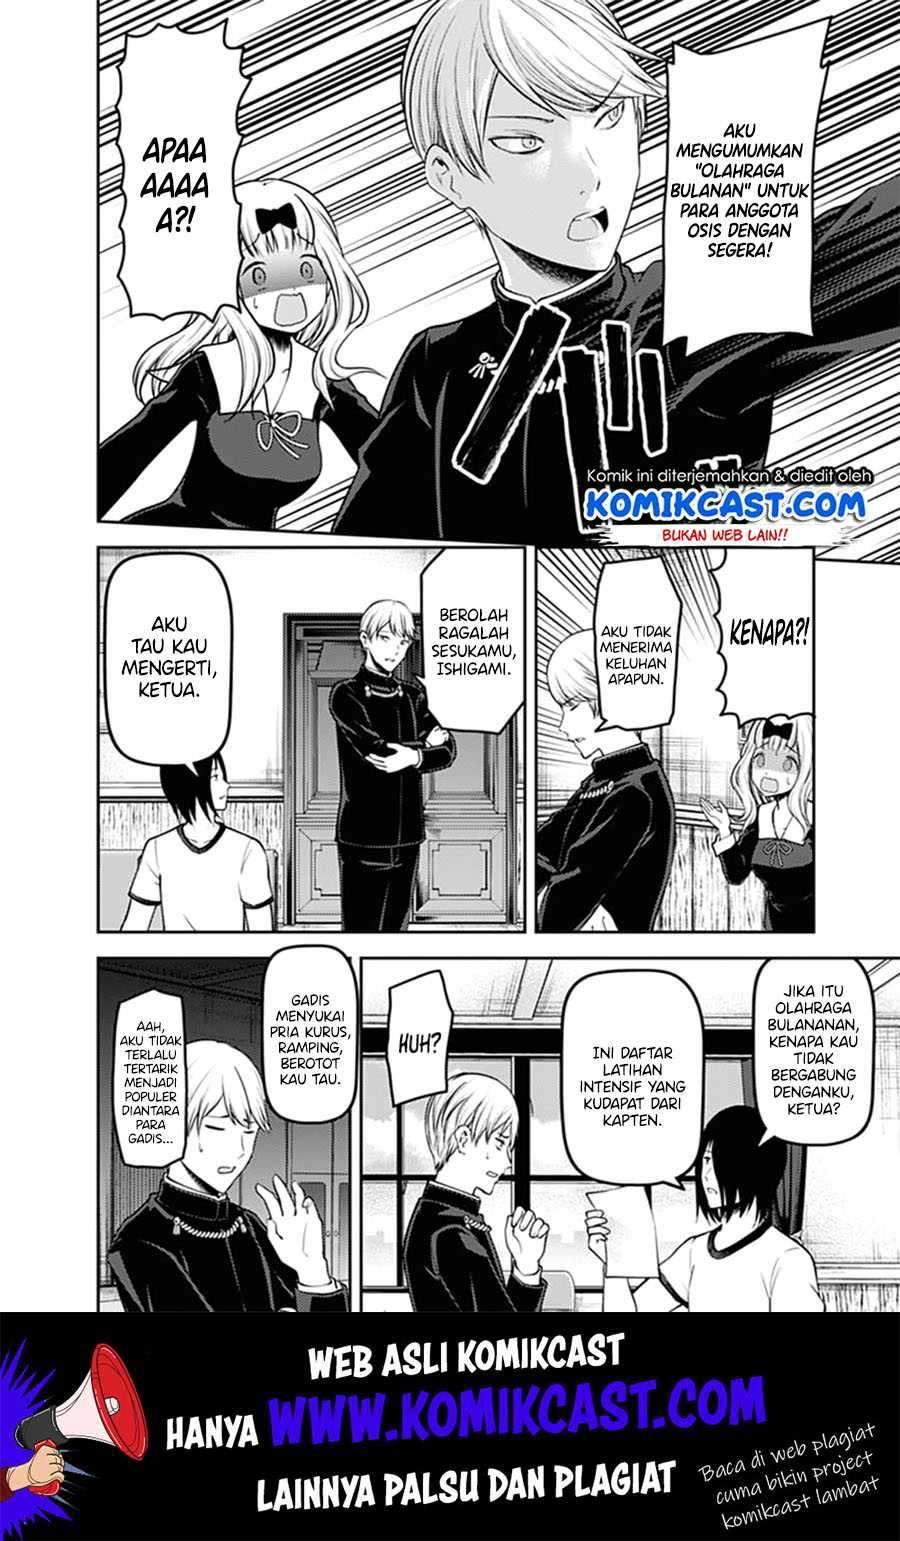 AKU
MENGUMUMKAN
"OLAHRAGA
BULANAN" UNTUK
PARA ANGGOTA
OSIS DENGAN
SEGERA!
APAA
AAAAA
A?!
Komik ini diterjemahkan & diedit oleh
KOMIKCAST.COM
BUKAN WEB LAIN!!
KENAPA?!
AKU TIDAK
MENERIMA
KELUHAN
APAPUN.
BEROLAH
RAGALAH
SESUKAMU,
ISHIGAMI.
AKU
TAU KAU
MENGERTI,
KETUA.
JIKA ITU
OLAHRAGA
BULANANAN,
KENAPA KAU
TIDAK
BERGABUNG
DENGANKU,
KETUA?
INI DAFTAR
LATIHAN
INTENSIF YANG
KUDAPAT DARI
KAPTEN.
HUH?
GADIS
MENYUKAI
PRIA KURUS,
RAMPING,
BEROTOT
KAU TAU.
AAH,
AKU TIDAK
TERLALU
TERTARIK
MENJADI
POPULER
DIANTARA
PARA
GADIS...
WEB ASLI KOMIKCAST
HANYA WWW.KOMIKCAST.COM
LAINNYA PALSU DAN PLAGIAT
Baca di web plagiat
cuma bikin project
komikcast lambat